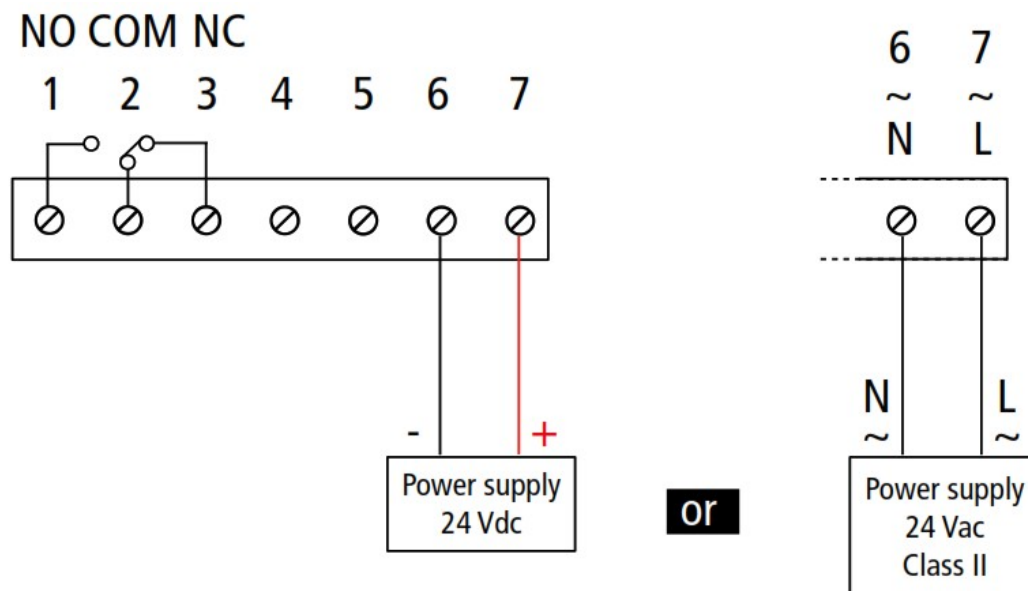 NO COM NC
1 2 3 4 5 6 7
- +
Power supply
24 Vdc
or
6 7
~ ~
N L
N L
~ ~
Power supply
24 Vac
Class II